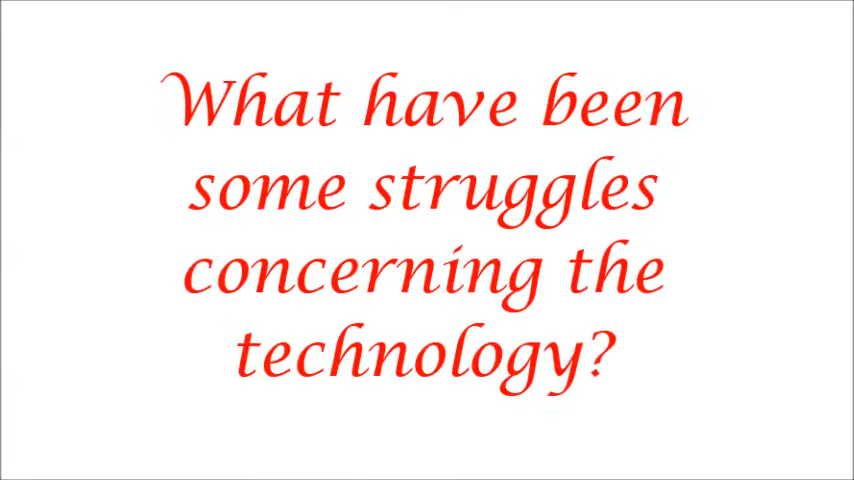 What have been
some struggles
concerning the
technology?